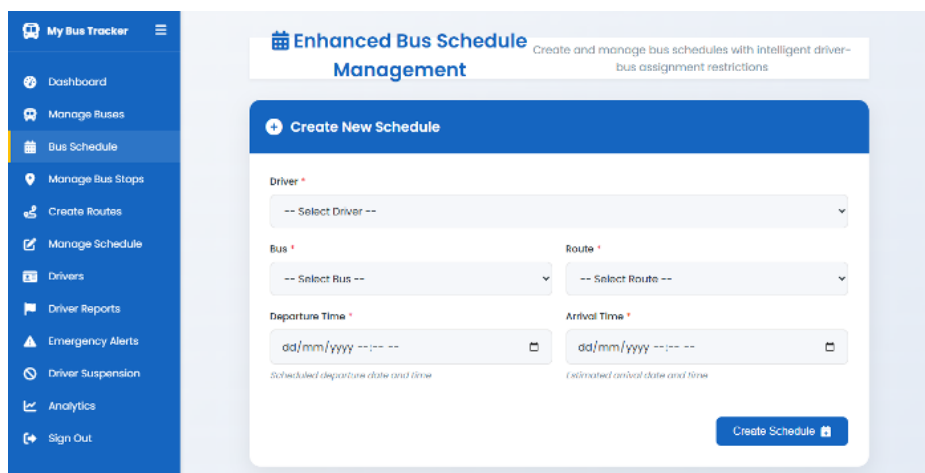 My Bus Tracker
Dashboard
Manage Buses
Bus Schedule
Manage Bus Stops
Create Routes
Manage Schedule
Drivers
Driver Reports
Emergency Alerts
Driver Suspension
Analytics
Sign Out
Enhanced Bus Schedule
Management
Create and manage bus schedules with intelligent driver-
bus assignment restrictions
Create New Schedule
Driver *
-- Select Driver --
Bus *
-- Select Bus --
Route *
-- Select Route --
Departure Time *
dd/mm/yyyy --:-- --
Scheduled departure date and time
Arrival Time *
dd/mm/yyyy --:-- --
Estimated arrival date and time
Create Schedule